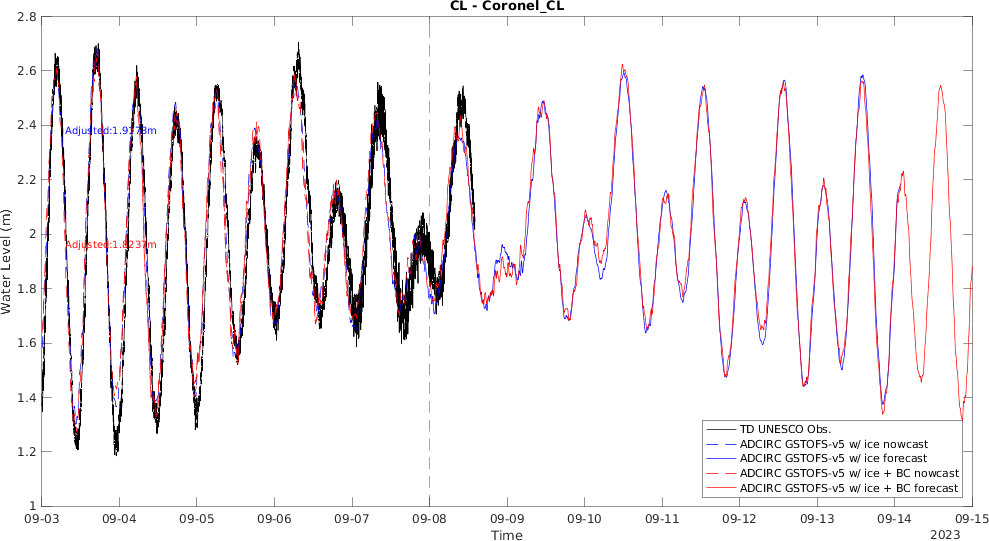 CL - Coronel_CL
2.8
2.6
2.4
2.2
2
1.8
1.6
1.4
1.2
1
Water Level (m)
Adjusted:1.9173m
Adjusted:1.8237m
TD UNESCO Obs.
ADCIRC GSTOFS-v5 w/ ice nowcast
ADCIRC GSTOFS-v5 w/ ice forecast
ADCIRC GSTOFS-v5 w/ ice + BC nowcast
ADCIRC GSTOFS-v5 w/ ice + BC forecast
09-03 09-04 09-05 09-06 09-07 09-08 09-09 09-10 09-11 09-12 09-13 09-14 09-15
Time
2023